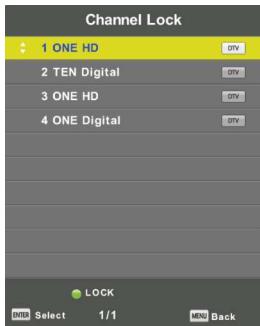 Channel Lock
1 ONE HD DTV
2 TEN Digital DTV
3 ONE HD DTV
4 ONE Digital DTV
LOCK
ENTER Select 1/1 MENU Back